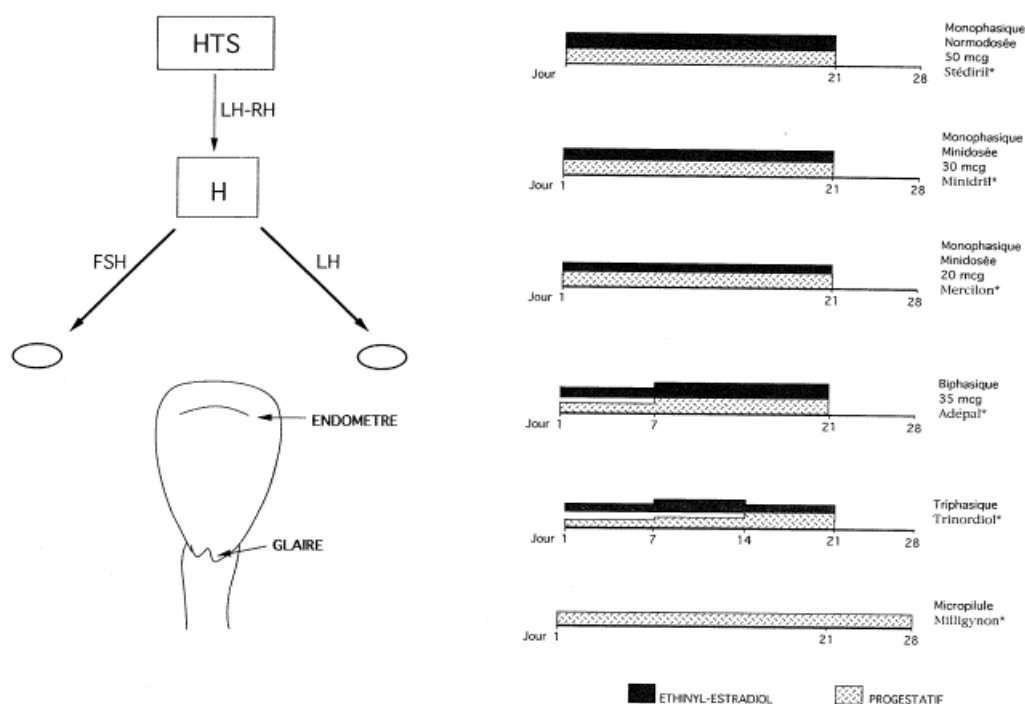 HTS
LH-RH
H
FSH
LH
ENDOMETRE
GLAIRE
Monophasique
Normodosée
50 mcg
Stédiril*
Jour
21
28
Monophasique
Minidosée
30 mcg
Minidril*
Jour 1
21
28
Monophasique
Minidosée
20 mcg
Mercilon*
Jour 1
21
28
Biphasique
35 mcg
Adépal*
Jour 1
7
21
28
Triphasique
Trinordiol*
Jour 1
7
14
21
28
Micropilule
Milligynon*
Jour 1
21
28
ETHINYL-ESTRADIOL
PROGESTATIF